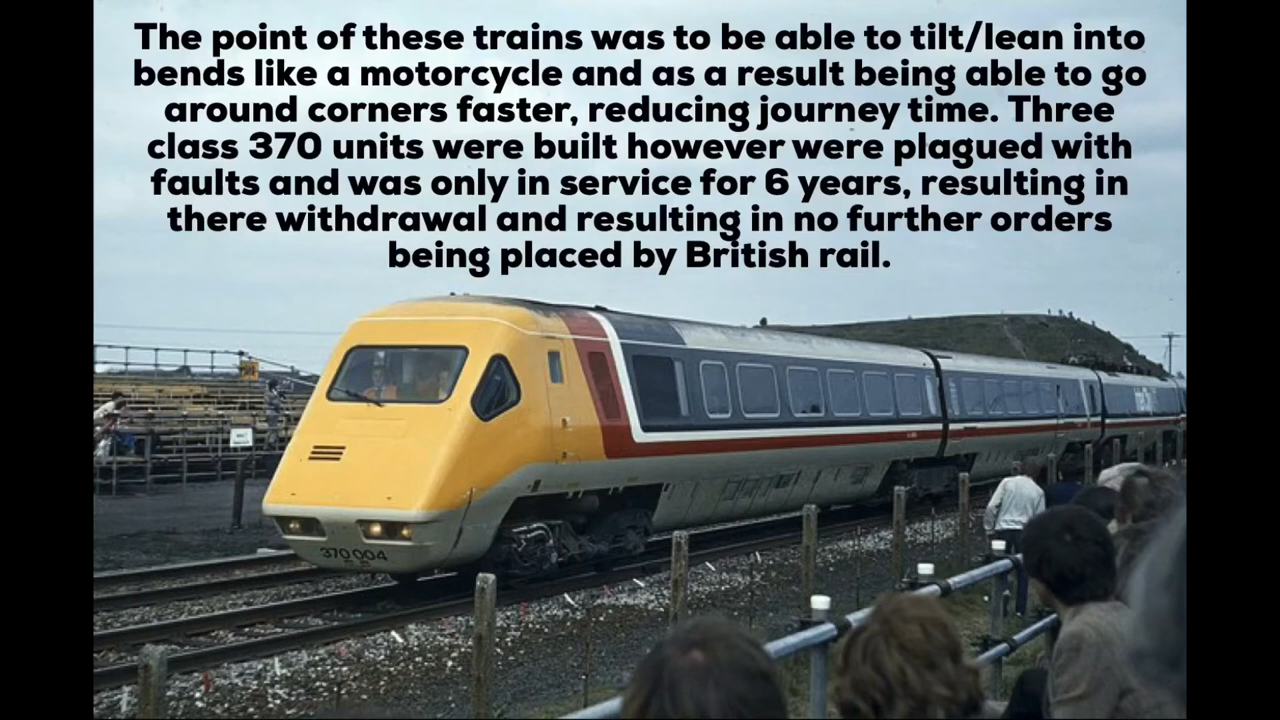 The point of these trains was to be able to tilt/lean into
bends like a motorcycle and as a result being able to go
around corners faster, reducing journey time. Three
class 370 units were built however were plagued with
faults and was only in service for 6 years, resulting in
there withdrawal and resulting in no further orders
being placed by British rail.
370 004